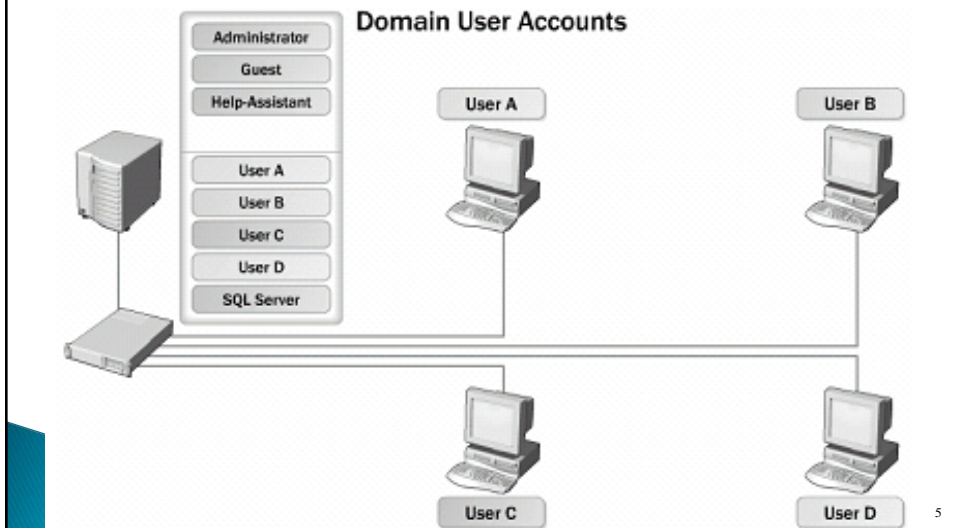 Domain User Accounts
Administrator
Guest
Help-Assistant
User A
User B
User C
User D
SQL Server
User A
User B
User C
User D
5